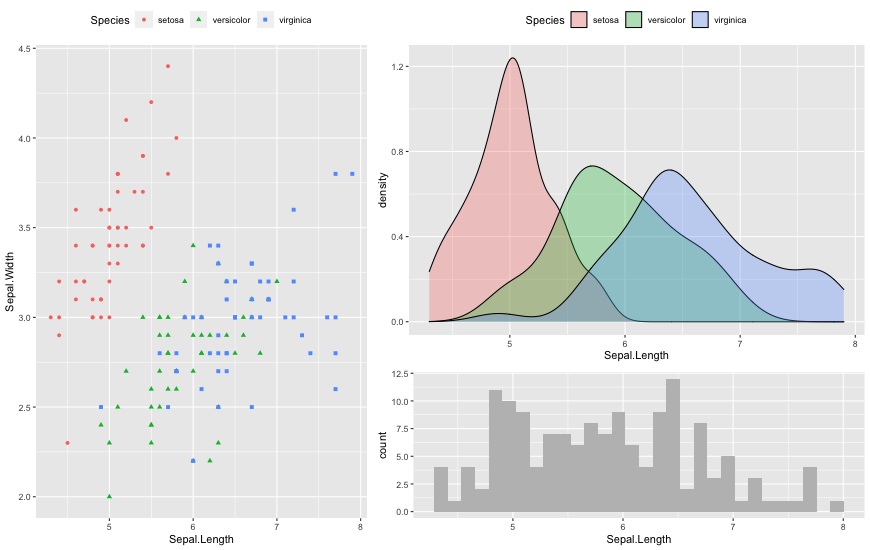 Species setosa versicolor virginica
4.5
4.0
3.5
3.0
2.5
2.0
Sepal.Width
5 6 7 8
Sepal.Length
Species setosa versicolor virginica
1.2
0.8
0.4
0.0
density
5 6 7 8
Sepal.Length
12.5
10.0
7.5
5.0
2.5
0.0
count
5 6 7 8
Sepal.Length